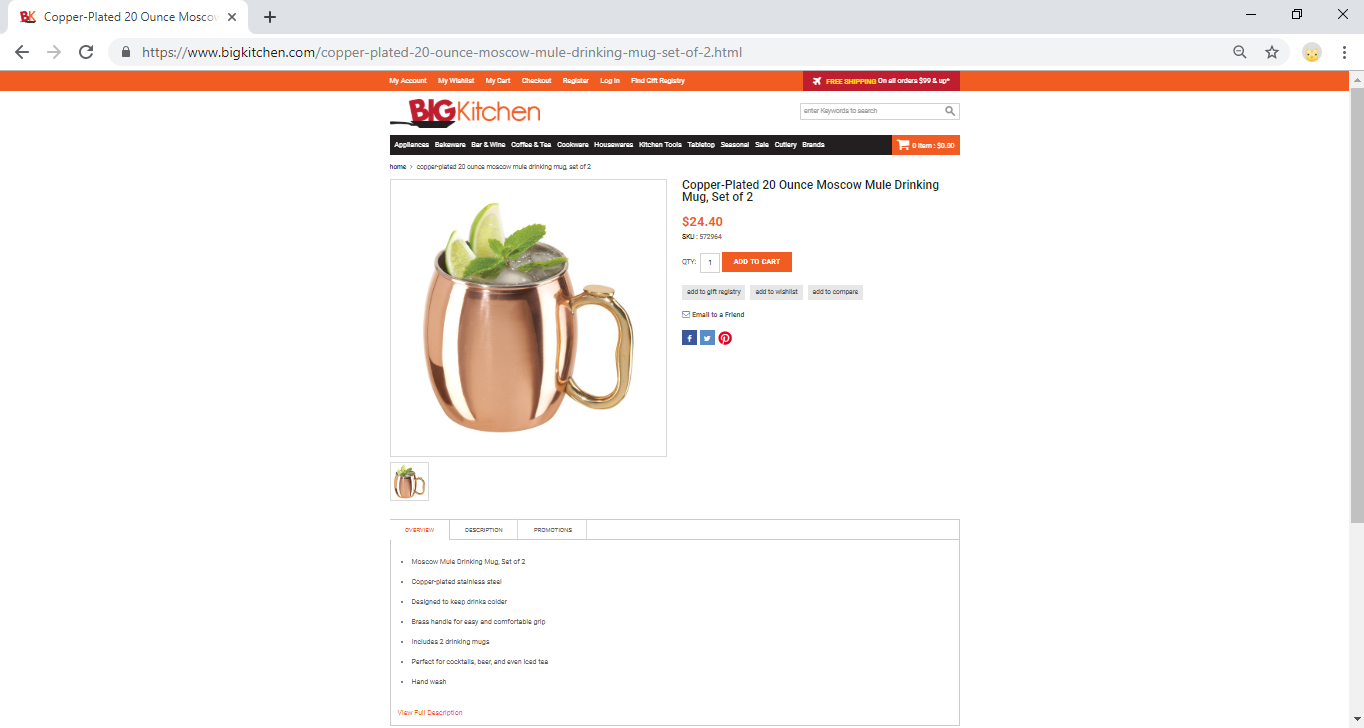 Copper-Plated 20 Ounce Moscow
https://www.bigkitchen.com/copper-plated-20-ounce-moscow-mule-drinking-mug-set-of-2.html
My Account My Wishlist My Cart Checkout Register Log In Find Gift Registry
FREE SHIPPING On all orders $99 & up*
BIGKitchen
enter Keywords to search
Appliances Bakeware Bar & Wine Coffee & Tea Cookware Housewares Kitchen Tools Tabletop Seasonal Sale Cutlery Brands
0 item : $0.00
home › copper-plated 20 ounce moscow mule drinking mug, set of 2
Copper-Plated 20 Ounce Moscow Mule Drinking
Mug, Set of 2
$24.40
SKU : 572964
QTY: 1 ADD TO CART
add to gift registry add to wishlist add to compare
Email to a Friend
OVERVIEW DESCRIPTION PROMOTIONS
• Moscow Mule Drinking Mug, Set of 2
• Copper-plated stainless steel
• Designed to keep drinks colder
• Brass handle for easy and comfortable grip
• Includes 2 drinking mugs
• Perfect for cocktails, beer, and even iced tea
• Hand wash
View Full Description